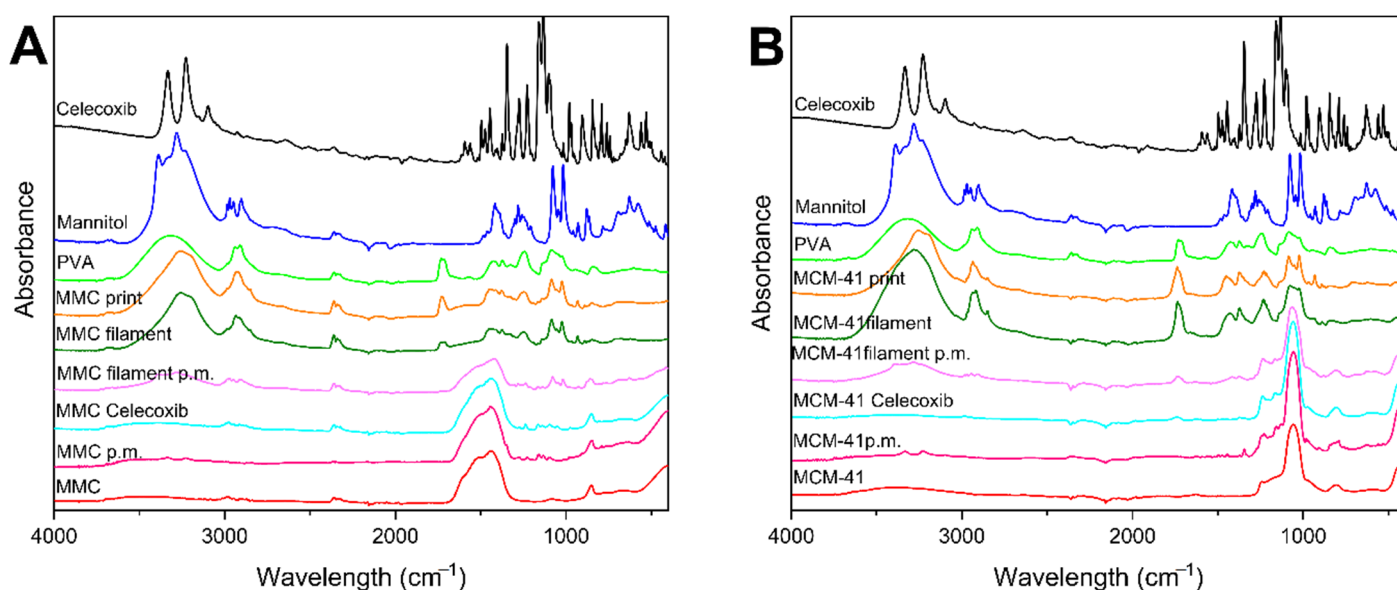 A
Absorbance
Celecoxib
Mannitol
PVA
MMC print
MMC filament
MMC filament p.m.
MMC Celecoxib
MMC p.m.
MMC
4000 3000 2000 1000
Wavelength (cm⁻¹)
B
Absorbance
Celecoxib
Mannitol
PVA
MCM-41 print
MCM-41filament
MCM-41filament p.m.
MCM-41 Celecoxib
MCM-41p.m.
MCM-41
4000 3000 2000 1000
Wavelength (cm⁻¹)